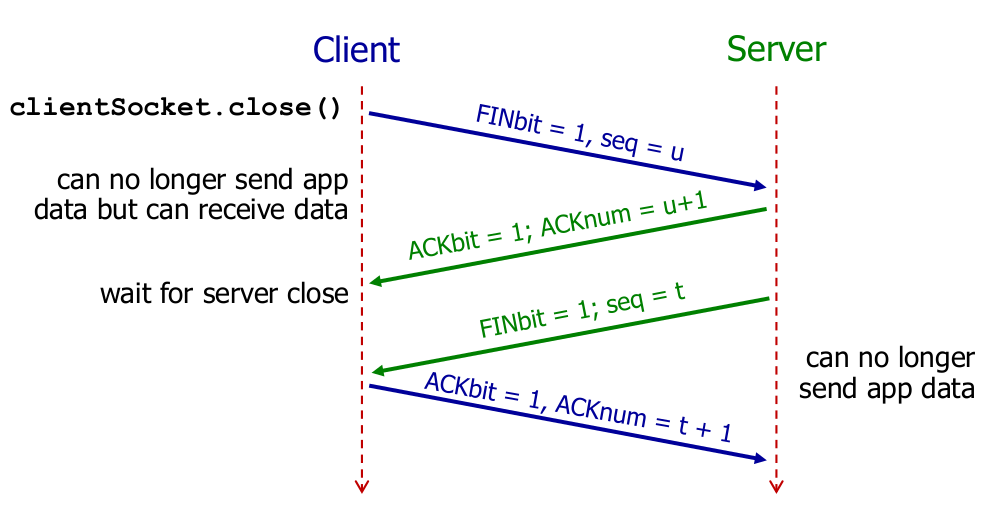 Client
Server
clientSocket.close()
FINbit = 1, seq = u
can no longer send app
data but can receive data
ACKbit = 1; ACKnum = u+1
wait for server close
FINbit = 1; seq = t
can no longer
send app data
ACKbit = 1, ACKnum = t + 1